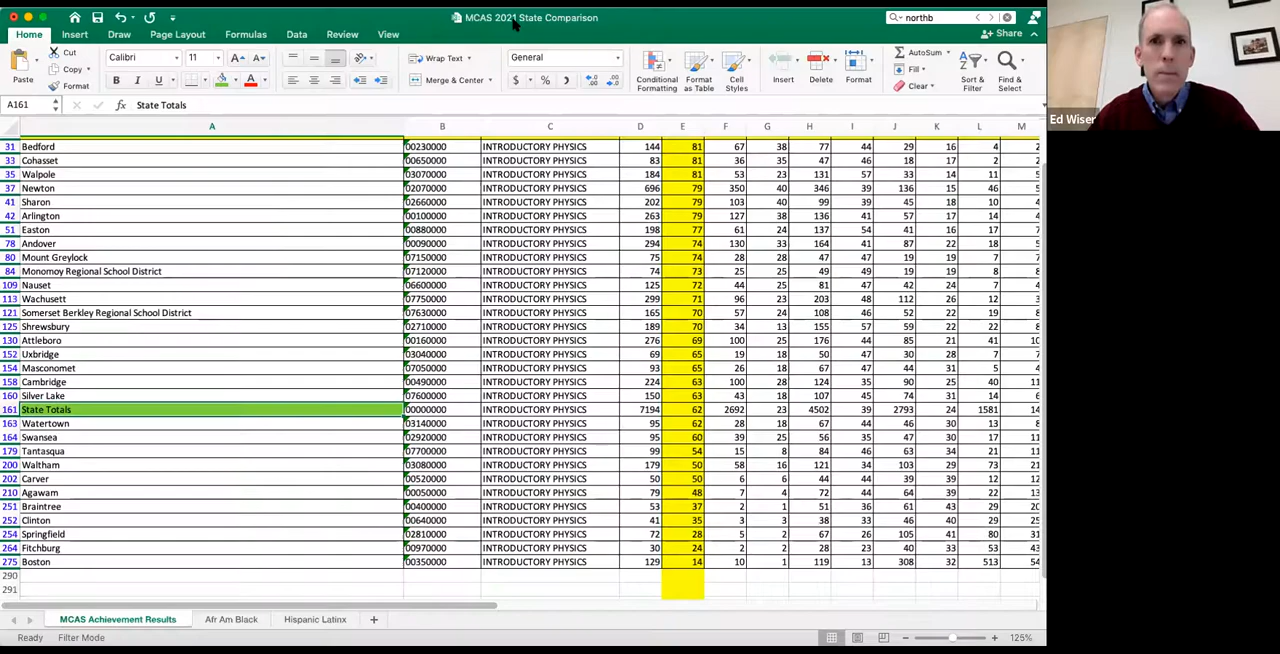 MCAS 2021 State Comparison
northb
Home Insert Draw Page Layout Formulas Data Review View
Share
Paste
Cut
Copy
Format
Calibri 11
B I U
Wrap Text
Merge & Center
General
$ %
Conditional Formatting
Format as Table
Cell Styles
Insert
Delete
Format
AutoSum
Fill
Clear
Sort & Filter
Find & Select
Ed Wiser
A161 fx State Totals
A B C D E F G H I J K L M
31 Bedford 00230000 INTRODUCTORY PHYSICS 144 81 67 38 77 44 29 16 4 2
33 Cohasset 00650000 INTRODUCTORY PHYSICS 83 81 36 35 47 46 18 17 2 2
35 Walpole 03070000 INTRODUCTORY PHYSICS 184 81 53 23 131 57 33 14 11 5
37 Newton 02070000 INTRODUCTORY PHYSICS 696 79 350 40 346 39 136 15 46 5
41 Sharon 02660000 INTRODUCTORY PHYSICS 202 79 103 40 99 39 45 18 10 4
42 Arlington 00100000 INTRODUCTORY PHYSICS 263 79 127 38 136 41 57 17 14 4
51 Easton 00880000 INTRODUCTORY PHYSICS 198 77 61 24 137 54 41 16 17 7
78 Andover 00090000 INTRODUCTORY PHYSICS 294 74 130 33 164 41 87 22 18 5
80 Mount Greylock 07150000 INTRODUCTORY PHYSICS 75 74 28 28 47 47 19 19 7 7
84 Monomoy Regional School District 07120000 INTRODUCTORY PHYSICS 74 73 25 25 49 49 19 19 8 8
109 Nauset 06600000 INTRODUCTORY PHYSICS 125 72 44 25 81 47 42 24 7 4
113 Wachusett 07750000 INTRODUCTORY PHYSICS 299 71 96 23 203 48 112 26 12 3
121 Somerset Berkley Regional School District 07630000 INTRODUCTORY PHYSICS 165 70 57 24 108 46 52 22 19 8
125 Shrewsbury 02710000 INTRODUCTORY PHYSICS 189 70 34 13 155 57 59 22 22 8
130 Attleboro 00160000 INTRODUCTORY PHYSICS 276 69 100 25 176 44 85 21 41 10
152 Uxbridge 03040000 INTRODUCTORY PHYSICS 69 65 19 18 50 47 30 28 7 7
154 Masconomet 07050000 INTRODUCTORY PHYSICS 93 65 26 18 67 47 44 31 5 4
158 Cambridge 00490000 INTRODUCTORY PHYSICS 224 63 100 28 124 35 90 25 40 11
160 Silver Lake 07600000 INTRODUCTORY PHYSICS 150 63 43 18 107 45 74 31 14 6
161 State Totals 00000000 INTRODUCTORY PHYSICS 7194 62 2692 23 4502 39 2793 24 1581 14
163 Watertown 03140000 INTRODUCTORY PHYSICS 95 62 28 18 67 44 46 30 13 8
164 Swansea 02920000 INTRODUCTORY PHYSICS 95 60 39 25 56 35 47 30 17 11
179 Tantasqua 07700000 INTRODUCTORY PHYSICS 99 54 15 8 84 46 63 34 21 11
200 Waltham 03080000 INTRODUCTORY PHYSICS 179 50 58 16 121 34 103 29 73 21
202 Carver 00520000 INTRODUCTORY PHYSICS 50 50 6 6 44 44 39 39 12 12
210 Agawam 00050000 INTRODUCTORY PHYSICS 79 48 7 4 72 44 64 39 22 13
251 Braintree 00400000 INTRODUCTORY PHYSICS 53 37 2 1 51 36 61 43 29 20
252 Clinton 00640000 INTRODUCTORY PHYSICS 41 35 3 3 38 33 46 40 29 25
254 Springfield 02810000 INTRODUCTORY PHYSICS 72 28 5 2 67 26 105 41 80 31
264 Fitchburg 00970000 INTRODUCTORY PHYSICS 30 24 2 2 28 23 40 33 53 43
275 Boston 00350000 INTRODUCTORY PHYSICS 129 14 10 1 119 13 308 32 513 54
290
291
MCAS Achievement Results Afr Am Black Hispanic Latinx +
Ready Filter Mode 125%